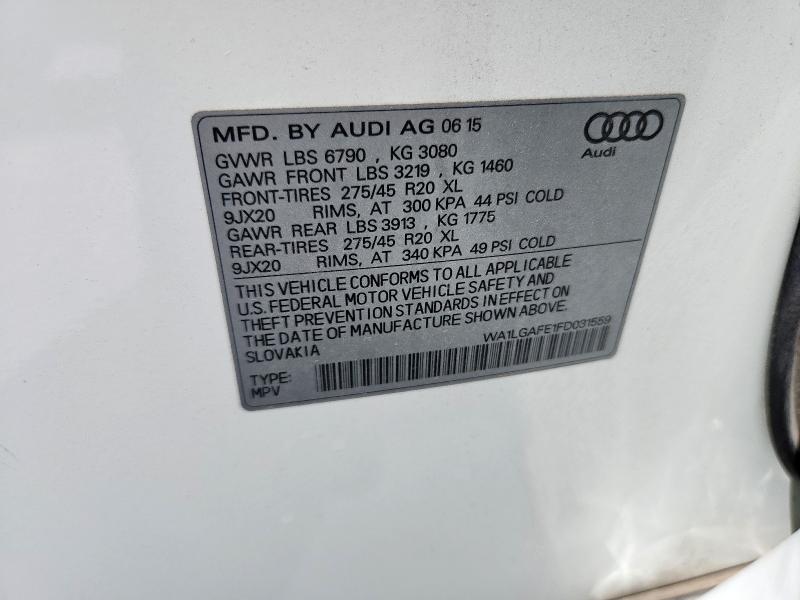 MFD. BY AUDI AG 06 15
Audi
GVWR LBS 6790 , KG 3080
GAWR FRONT LBS 3219 , KG 1460
FRONT-TIRES 275/45 R20 XL
9JX20 RIMS, AT 300 KPA 44 PSI COLD
GAWR REAR LBS 3913 , KG 1775
REAR-TIRES 275/45 R20 XL
9JX20 RIMS, AT 340 KPA 49 PSI COLD
THIS VEHICLE CONFORMS TO ALL APPLICABLE
U.S. FEDERAL MOTOR VEHICLE SAFETY AND
THEFT PREVENTION STANDARDS IN EFFECT ON
THE DATE OF MANUFACTURE SHOWN ABOVE.
SLOVAKIA
WA1LGAFE1FD031559
TYPE:
MPV